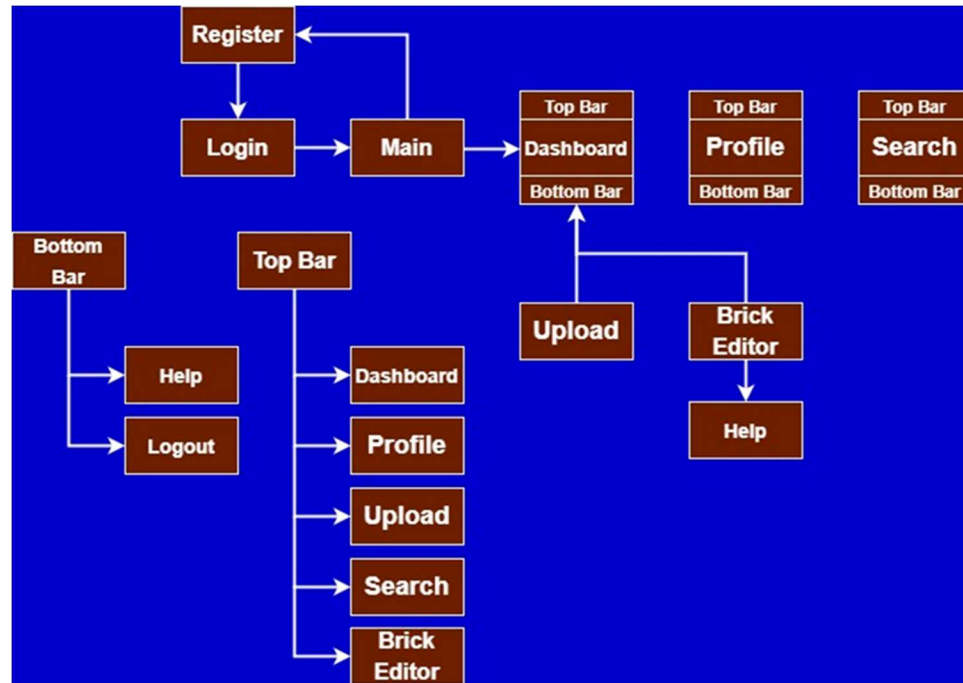 Register
Login
Main
Top Bar
Dashboard
Bottom Bar
Top Bar
Profile
Bottom Bar
Top Bar
Search
Bottom Bar
Bottom
Bar
Help
Logout
Top Bar
Dashboard
Profile
Upload
Search
Brick
Editor
Upload
Brick
Editor
Help